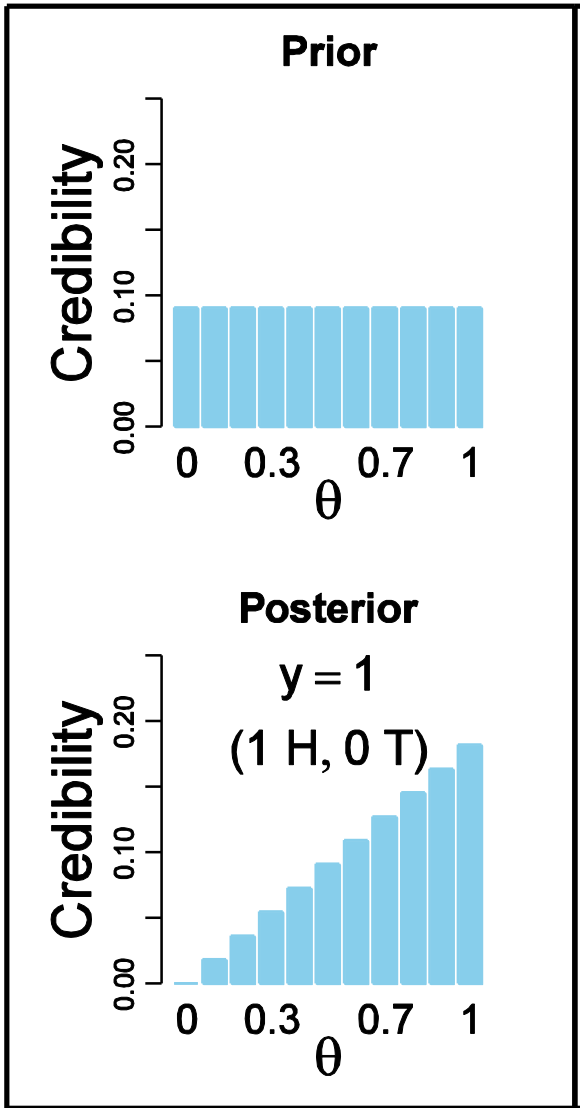 Prior
Credibility
0.20
0.10
0.00
0 0.3 0.7 1
θ
Posterior
y = 1
(1 H, 0 T)
Credibility
0.20
0.10
0.00
0 0.3 0.7 1
θ